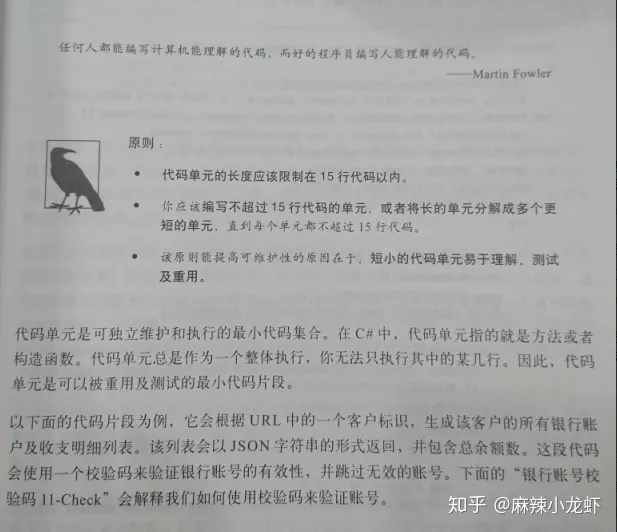 任何人都能编写计算机能理解的代码，而好的程序员编写人能理解的代码。
——Martin Fowler
原则：
• 代码单元的长度应该限制在 15 行代码以内。
• 你应该编写不超过 15 行代码的单元，或者将长的单元分解成多个更
短的单元，直到每个单元都不超过 15 行代码。
• 该原则能提高可维护性的原因在于，短小的代码单元易于理解、测试
及重用。
代码单元是可独立维护和执行的最小代码集合。在 C# 中，代码单元指的就是方法或者
构造函数。代码单元总是作为一个整体执行，你无法只执行其中的某几行。因此，代码
单元是可以被重用及测试的最小代码片段。
以下面的代码片段为例，它会根据 URL 中的一个客户标识，生成该客户的所有银行账
户及收支明细列表。该列表会以 JSON 字符串的形式返回，并包含总余额数。这段代码
会使用一个校验码来验证银行账号的有效性，并跳过无效的账号。下面的“银行账号校
验码 11-Check”会解释我们如何使用校验码来验证账号。
知乎 @麻辣小龙虾